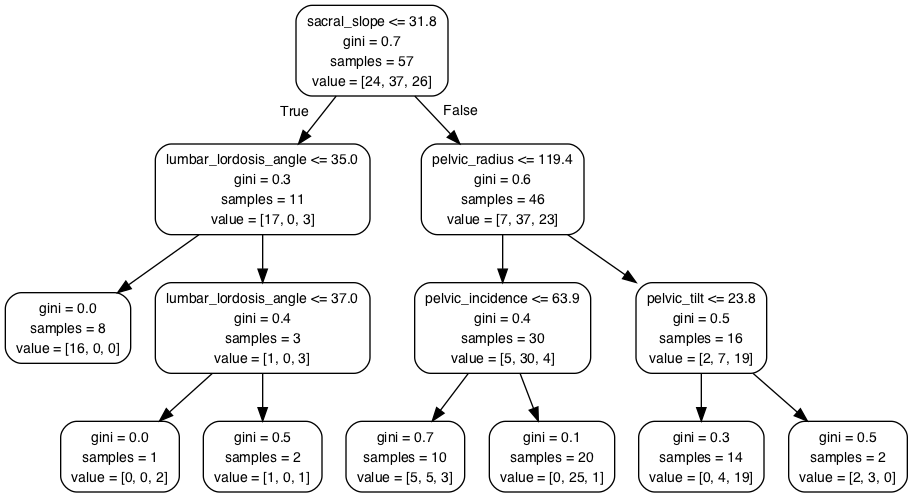 sacral_slope <= 31.8
gini = 0.7
samples = 57
value = [24, 37, 26]
True
False
lumbar_lordosis_angle <= 35.0
gini = 0.3
samples = 11
value = [17, 0, 3]
pelvic_radius <= 119.4
gini = 0.6
samples = 46
value = [7, 37, 23]
gini = 0.0
samples = 8
value = [16, 0, 0]
lumbar_lordosis_angle <= 37.0
gini = 0.4
samples = 3
value = [1, 0, 3]
pelvic_incidence <= 63.9
gini = 0.4
samples = 30
value = [5, 30, 4]
pelvic_tilt <= 23.8
gini = 0.5
samples = 16
value = [2, 7, 19]
gini = 0.0
samples = 1
value = [0, 0, 2]
gini = 0.5
samples = 2
value = [1, 0, 1]
gini = 0.7
samples = 10
value = [5, 5, 3]
gini = 0.1
samples = 20
value = [0, 25, 1]
gini = 0.3
samples = 14
value = [0, 4, 19]
gini = 0.5
samples = 2
value = [2, 3, 0]